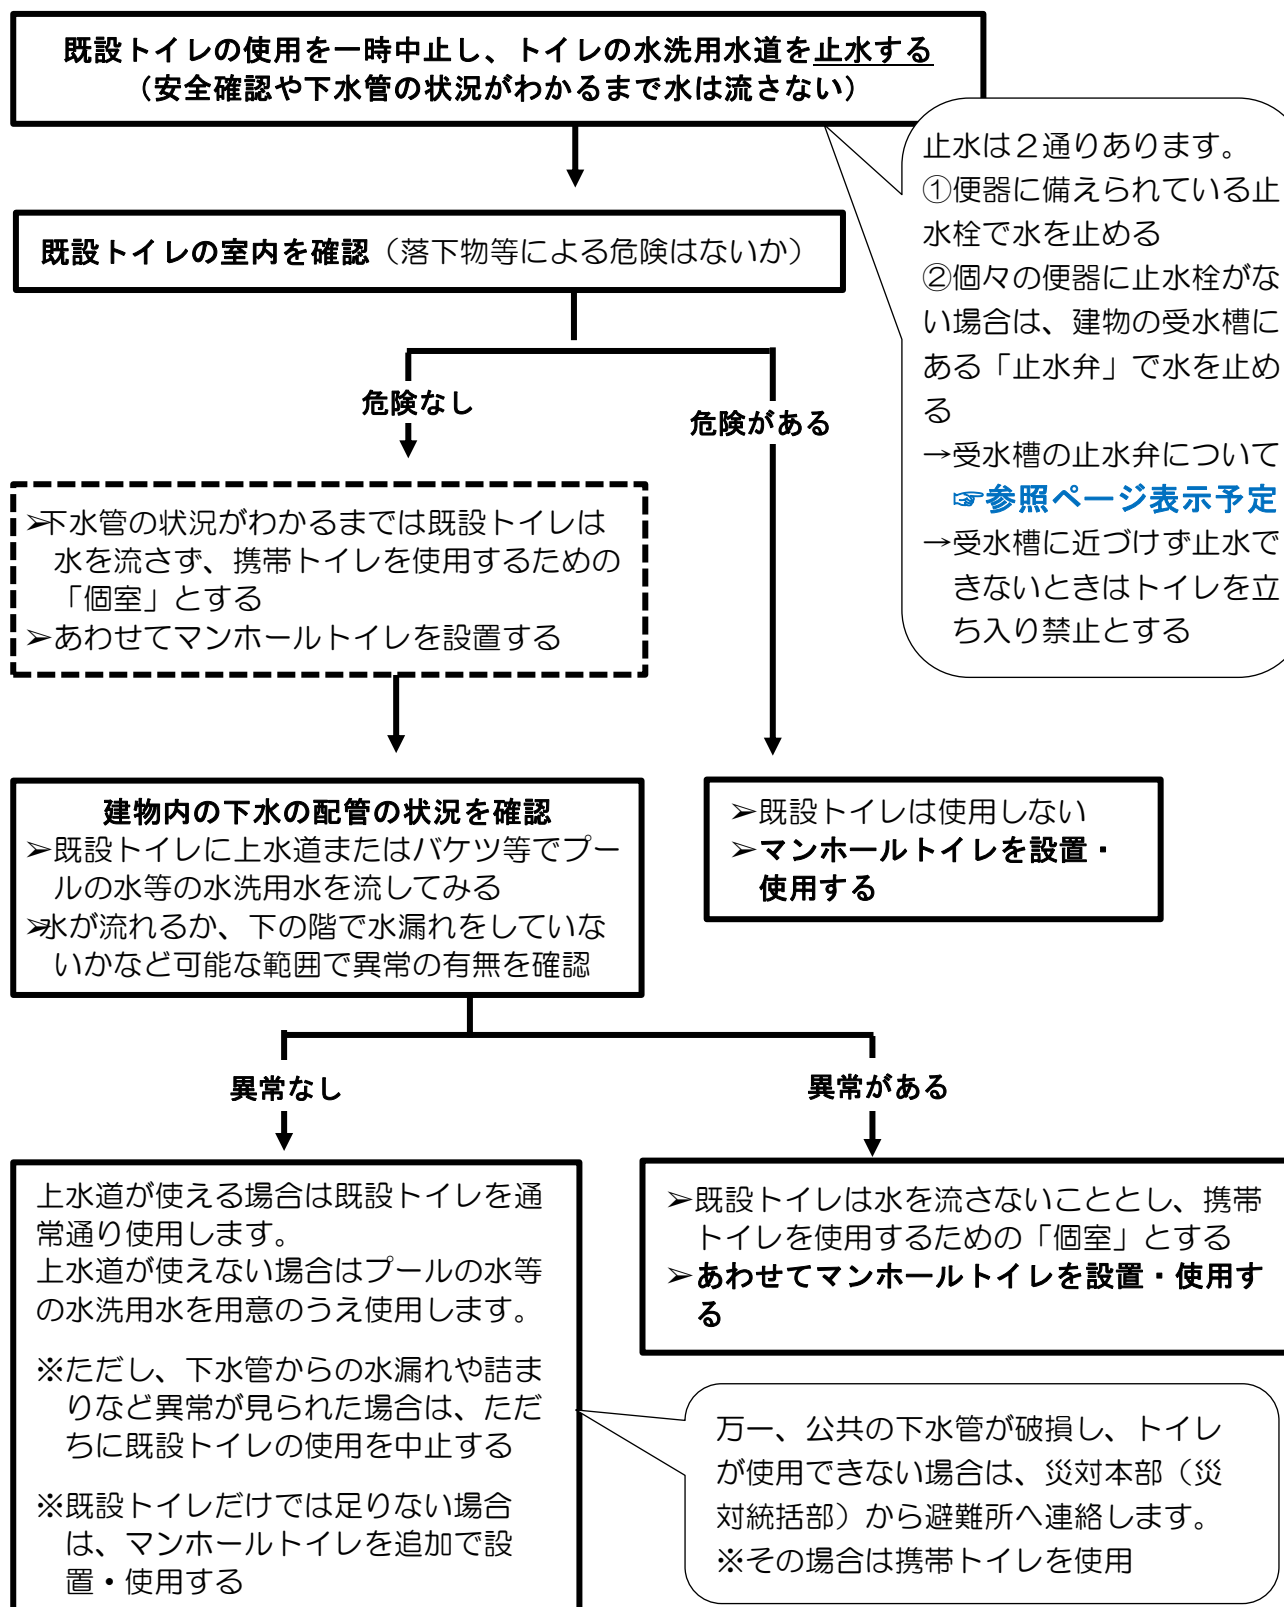 既設トイレの使用を一時中止し、トイレの水洗用水道を止水する
（安全確認や下水管の状況がわかるまで水は流さない）
止水は２通りあります。
①便器に備えられている止
水栓で水を止める
②個々の便器に止水栓がな
い場合は、建物の受水槽に
ある「止水弁」で水を止め
る
→受水槽の止水弁について
☞参照ページ表示予定
→受水槽に近づけず止水で
きないときはトイレを立
ち入り禁止とする
既設トイレの室内を確認（落下物等による危険はないか）
危険なし
危険がある
➢下水管の状況がわかるまでは既設トイレは
水を流さず、携帯トイレを使用するための
「個室」とする
➢あわせてマンホールトイレを設置する
建物内の下水の配管の状況を確認
➢既設トイレに上水道またはバケツ等でプー
ルの水等の水洗用水を流してみる
➢水が流れるか、下の階で水漏れをしていな
いかなど可能な範囲で異常の有無を確認
➢既設トイレは使用しない
➢マンホールトイレを設置・
使用する
異常なし
異常がある
上水道が使える場合は既設トイレを通
常通り使用します。
上水道が使えない場合はプールの水等
の水洗用水を用意のうえ使用します。
※ただし、下水管からの水漏れや詰ま
りなど異常が見られた場合は、ただ
ちに既設トイレの使用を中止する
※既設トイレだけでは足りない場合
は、マンホールトイレを追加で設
置・使用する
➢既設トイレは水を流さないこととし、携帯
トイレを使用するための「個室」とする
➢あわせてマンホールトイレを設置・使用す
る
万一、公共の下水管が破損し、トイレ
が使用できない場合は、災対本部（災
対統括部）から避難所へ連絡します。
※その場合は携帯トイレを使用